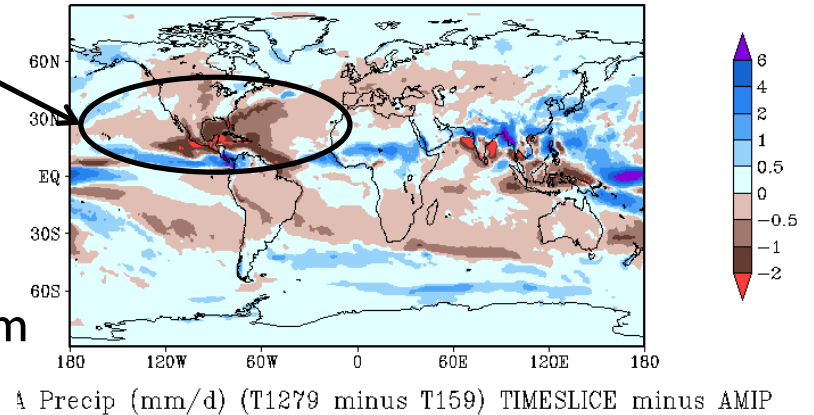 60N
30N
EQ
30S
60S
m
180 120W 60W 0 60E 120E 180
6
4
2
1
0.5
0
−0.5
−1
−2
Precip (mm/d) (T1279 minus T159) TIMESLICE minus AMIP